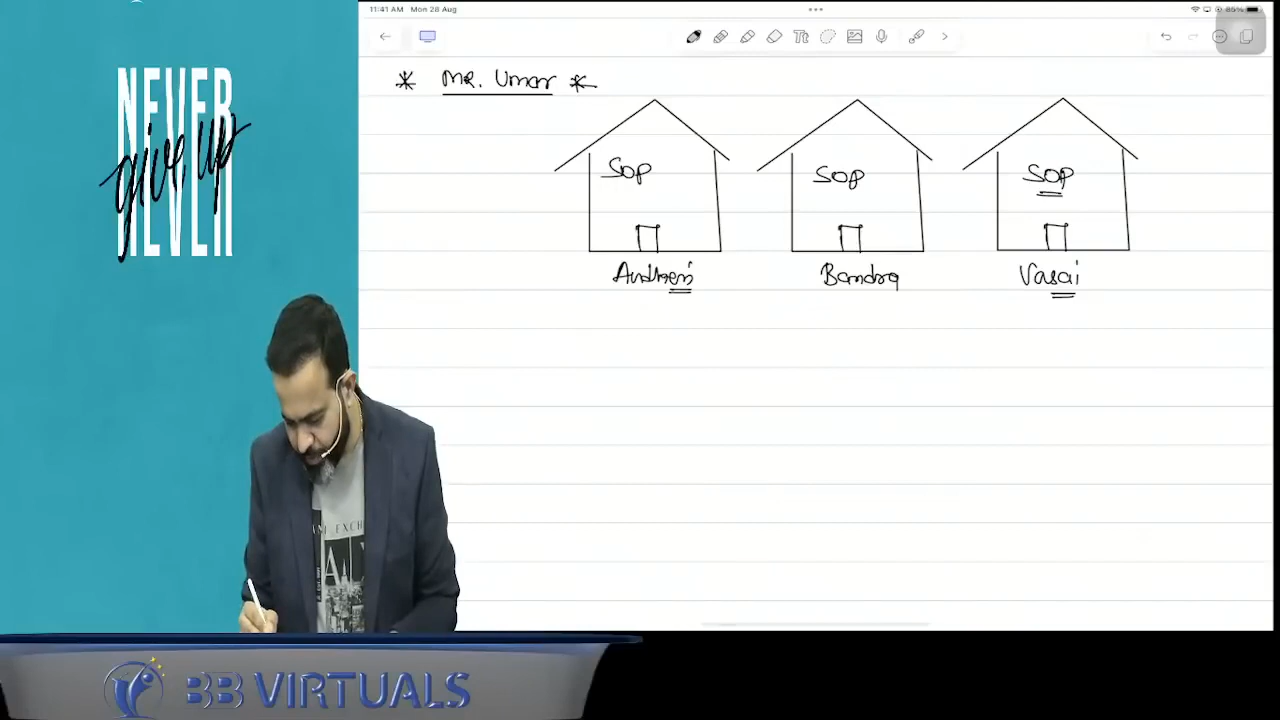 11:41 AM Mon 28 Aug
85%
NEVER
give up
NEVER
* MR. Umar *
SOP
SOP
SOP
Andheri
Bandra
Vasai
BB VIRTUALS